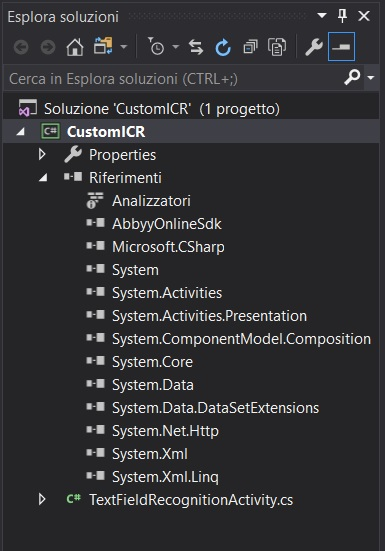 Esplora soluzioni
Cerca in Esplora soluzioni (CTRL+;)
Soluzione 'CustomICR' (1 progetto)
C# CustomICR
Properties
Riferimenti
Analizzatori
AbbyyOnlineSdk
Microsoft.CSharp
System
System.Activities
System.Activities.Presentation
System.ComponentModel.Composition
System.Core
System.Data
System.Data.DataSetExtensions
System.Net.Http
System.Xml
System.Xml.Linq
C# TextFieldRecognitionActivity.cs